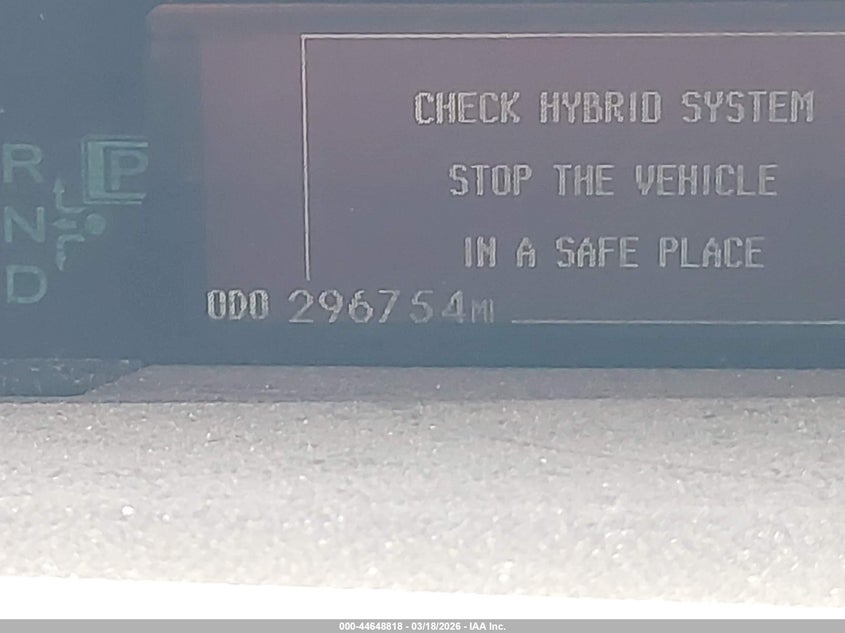 CHECK HYBRID SYSTEM
STOP THE VEHICLE
IN A SAFE PLACE
R P
N
D
ODO 296754MI
000-44648818 - 03/18/2026 - IAA Inc.